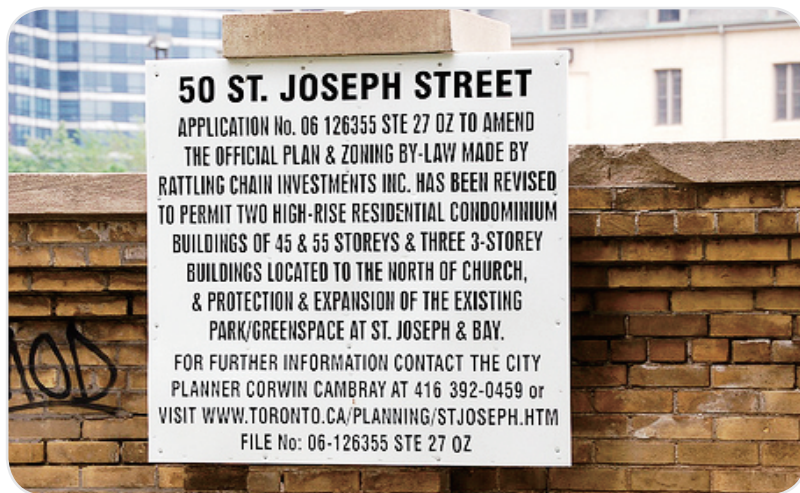 50 ST. JOSEPH STREET
APPLICATION No. 06 126355 STE 27 OZ TO AMEND
THE OFFICIAL PLAN & ZONING BY-LAW MADE BY
RATTLING CHAIN INVESTMENTS INC. HAS BEEN REVISED
TO PERMIT TWO HIGH-RISE RESIDENTIAL CONDOMINIUM
BUILDINGS OF 45 & 55 STOREYS & THREE 3-STOREY
BUILDINGS LOCATED TO THE NORTH OF CHURCH,
& PROTECTION & EXPANSION OF THE EXISTING
PARK/GREENSPACE AT ST. JOSEPH & BAY.
FOR FURTHER INFORMATION CONTACT THE CITY
PLANNER CORWIN CAMBRAY AT 416 392-0459 or
VISIT WWW.TORONTO.CA/PLANNING/STJOSEPH.HTM
FILE No: 06-126355 STE 27 OZ